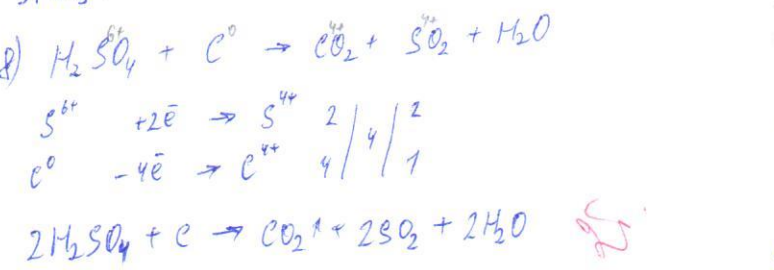 8) H₂S⁶⁺O₄ + C⁰ → C⁴⁺O₂ + S⁴⁺O₂ + H₂O
S⁶⁺ +2ē → S⁴⁺ 2 | 4 | 2
C⁰ -4ē → C⁴⁺ 4 | | 1
2H₂SO₄ + C → CO₂↑ + 2SO₂ + 2H₂O